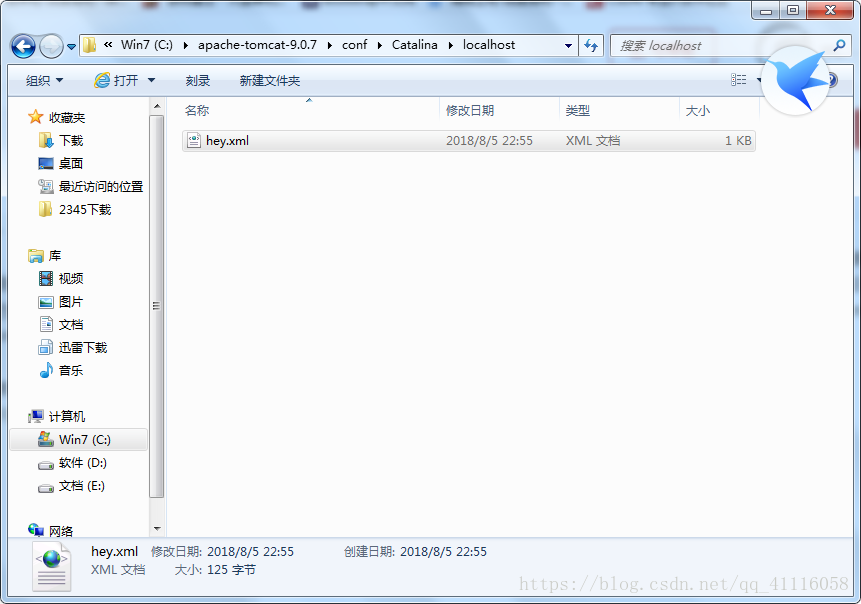 Win7 (C:) apache-tomcat-9.0.7 conf Catalina localhost 搜索 localhost
组织 打开 刻录 新建文件夹
名称 修改日期 类型 大小
hey.xml 2018/8/5 22:55 XML 文档 1 KB
收藏夹
下载
桌面
最近访问的位置
2345下载
库
视频
图片
文档
迅雷下载
音乐
计算机
Win7 (C:)
软件 (D:)
文档 (E:)
网络
hey.xml 修改日期: 2018/8/5 22:55 创建日期: 2018/8/5 22:55
XML 文档 大小: 125 字节
https://blog.csdn.net/qq_41116058